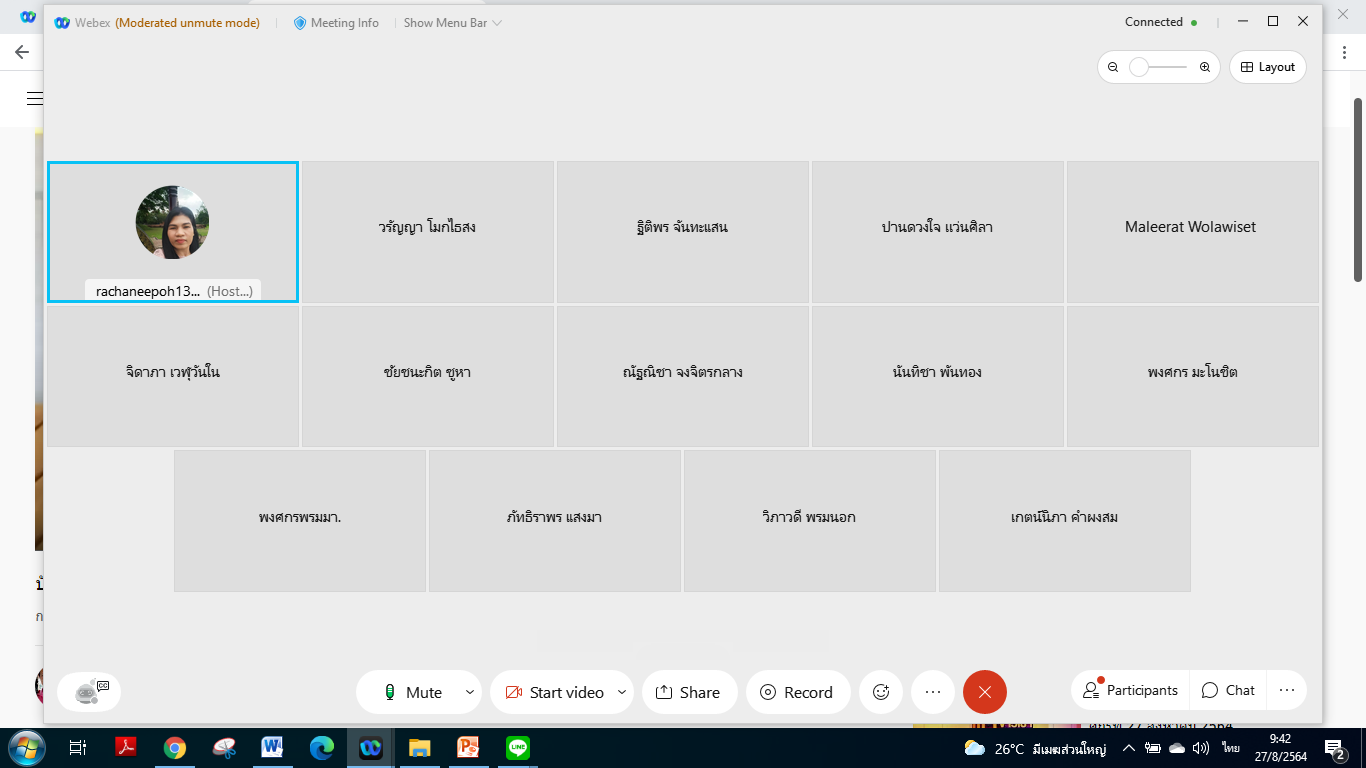 Webex (Moderated unmute mode) Meeting Info Show Menu Bar Connected
Layout
วรัญญา โมกไธสง ฐิติพร จันทะแสน ปานดวงใจ แว่นศิลา Maleerat Wolawiset
rachaneepoh13... (Host...)
จิดาภา เวฬุวันใน ชัยชนะกิต ซูหา ณัฐณิชา จงจิตรกลาง นันทิชา พันทอง พงศกร มะโนชิต
พงศกรพรมมา. ภัทธิราพร แสงมา วิภาวดี พรมนอก เกตน์นิภา คำผงสม
CC Mute Start video Share Record Participants Chat
26°C มีเมฆส่วนใหญ่ ไทย 9:42
27/8/2564 2